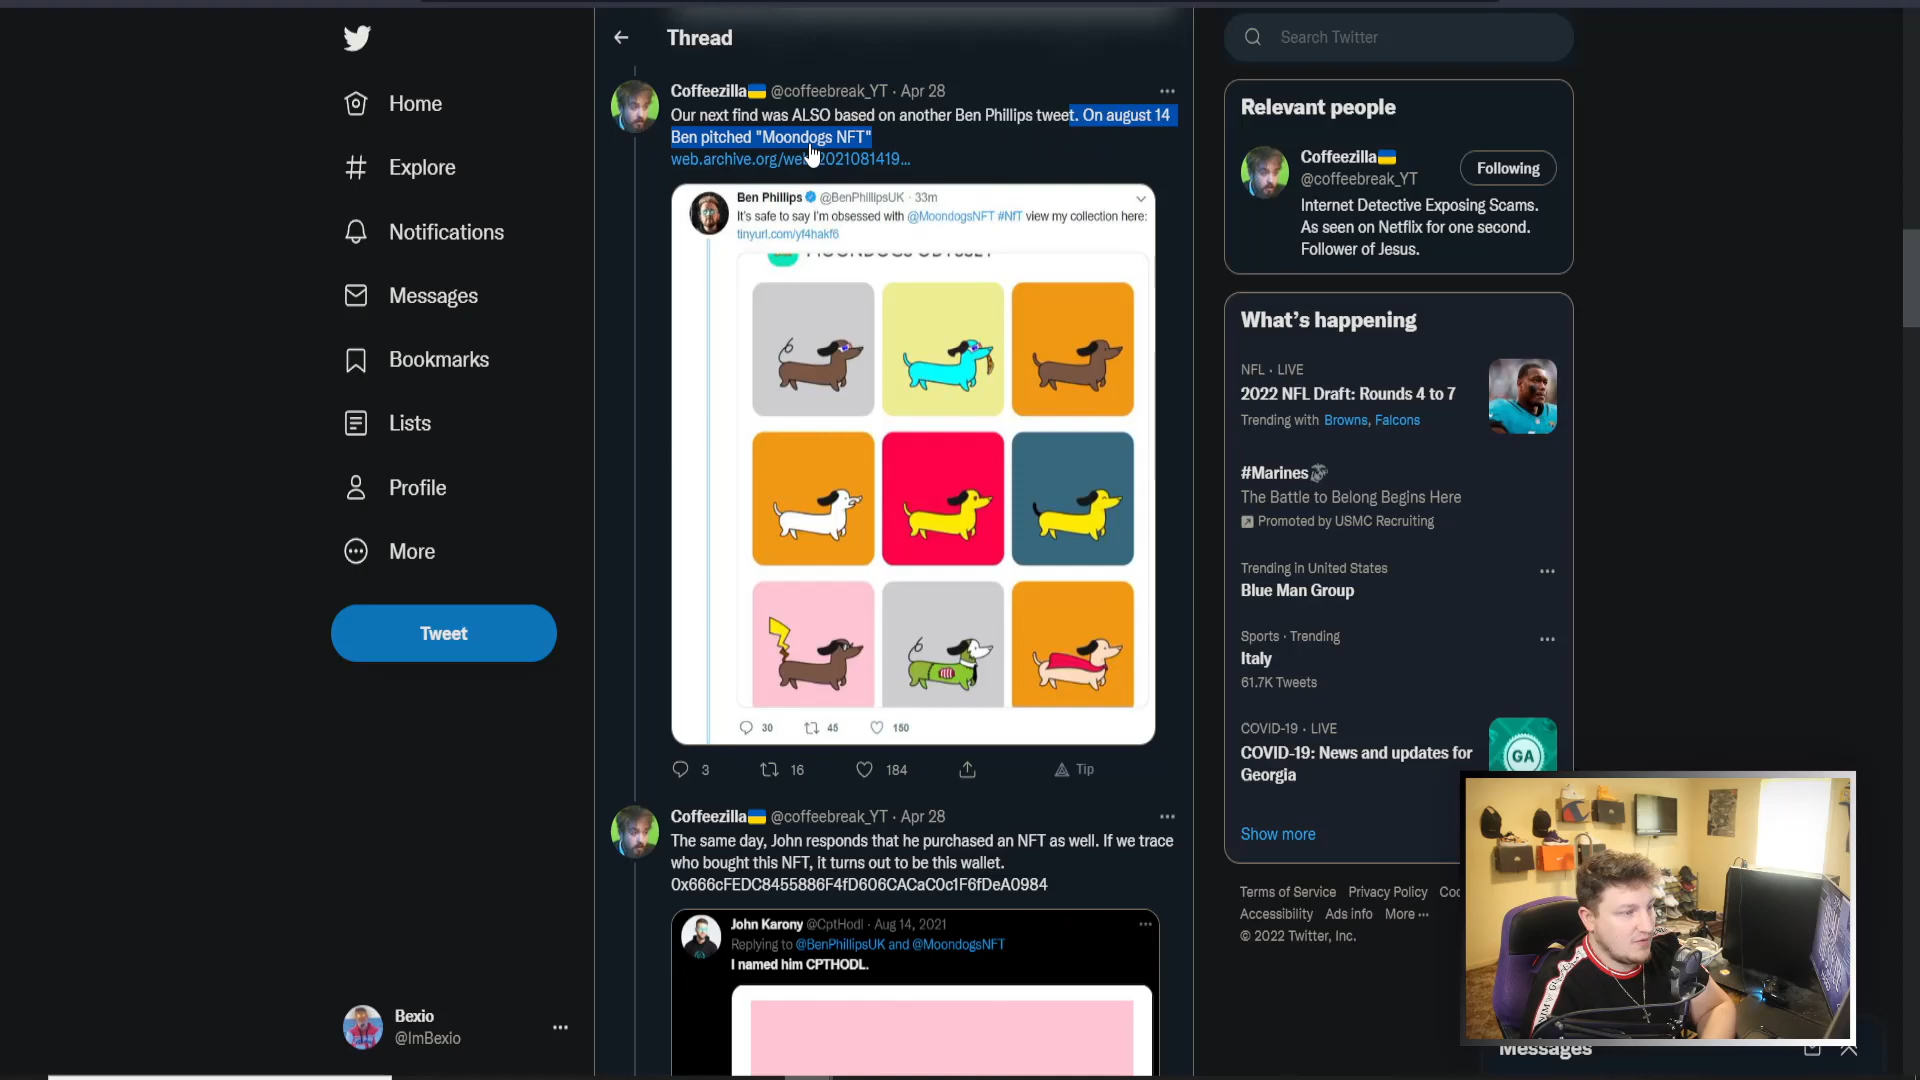 Home
Explore
Notifications
Messages
Bookmarks
Lists
Profile
More
Tweet
Bexio
@ImBexio
Thread
Coffeezilla @coffeebreak_YT · Apr 28
Our next find was ALSO based on another Ben Phillips tweet. On august 14
Ben pitched "Moondogs NFT"
web.archive.org/we 2021081419...
Ben Phillips @BenPhillipsUK · 33m
It's safe to say I'm obsessed with @MoondogsNFT #NfT view my collection here:
tinyurl.com/yf4hakf6
MOONDOGS ODYSSEY
30 45 150
3 16 184 Tip
Coffeezilla @coffeebreak_YT · Apr 28
The same day, John responds that he purchased an NFT as well. If we trace
who bought this NFT, it turns out to be this wallet.
0x666cFEDC8455886F4fD606CACaC0c1F6fDeA0984
John Karony @CptHodl · Aug 14, 2021
Replying to @BenPhillipsUK and @MoondogsNFT
I named him CPTHODL.
Search Twitter
Relevant people
Coffeezilla
@coffeebreak_YT
Following
Internet Detective Exposing Scams.
As seen on Netflix for one second.
Follower of Jesus.
What's happening
NFL · LIVE
2022 NFL Draft: Rounds 4 to 7
Trending with Browns, Falcons
#Marines
The Battle to Belong Begins Here
Promoted by USMC Recruiting
Trending in United States
Blue Man Group
Sports · Trending
Italy
61.7K Tweets
COVID-19 · LIVE
COVID-19: News and updates for
Georgia
GA
Show more
Terms of Service Privacy Policy Coo
Accessibility Ads info More ...
© 2022 Twitter, Inc.
Messages